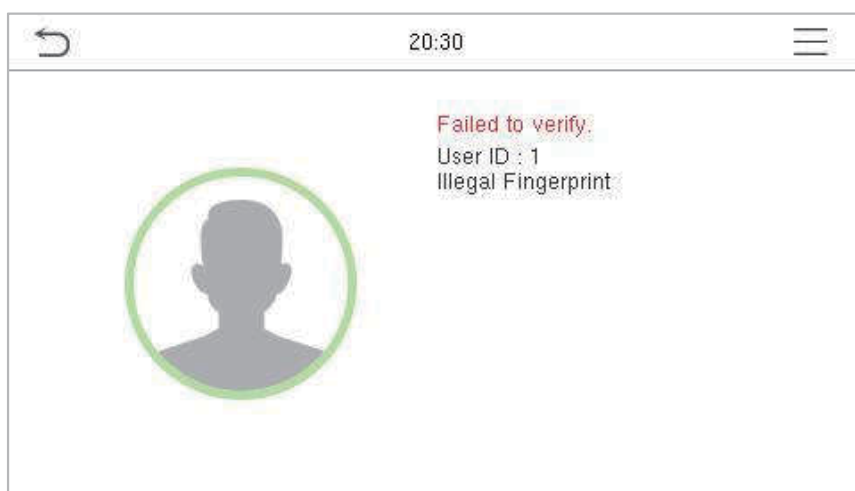 20:30
Failed to verify.
User ID : 1
Illegal Fingerprint